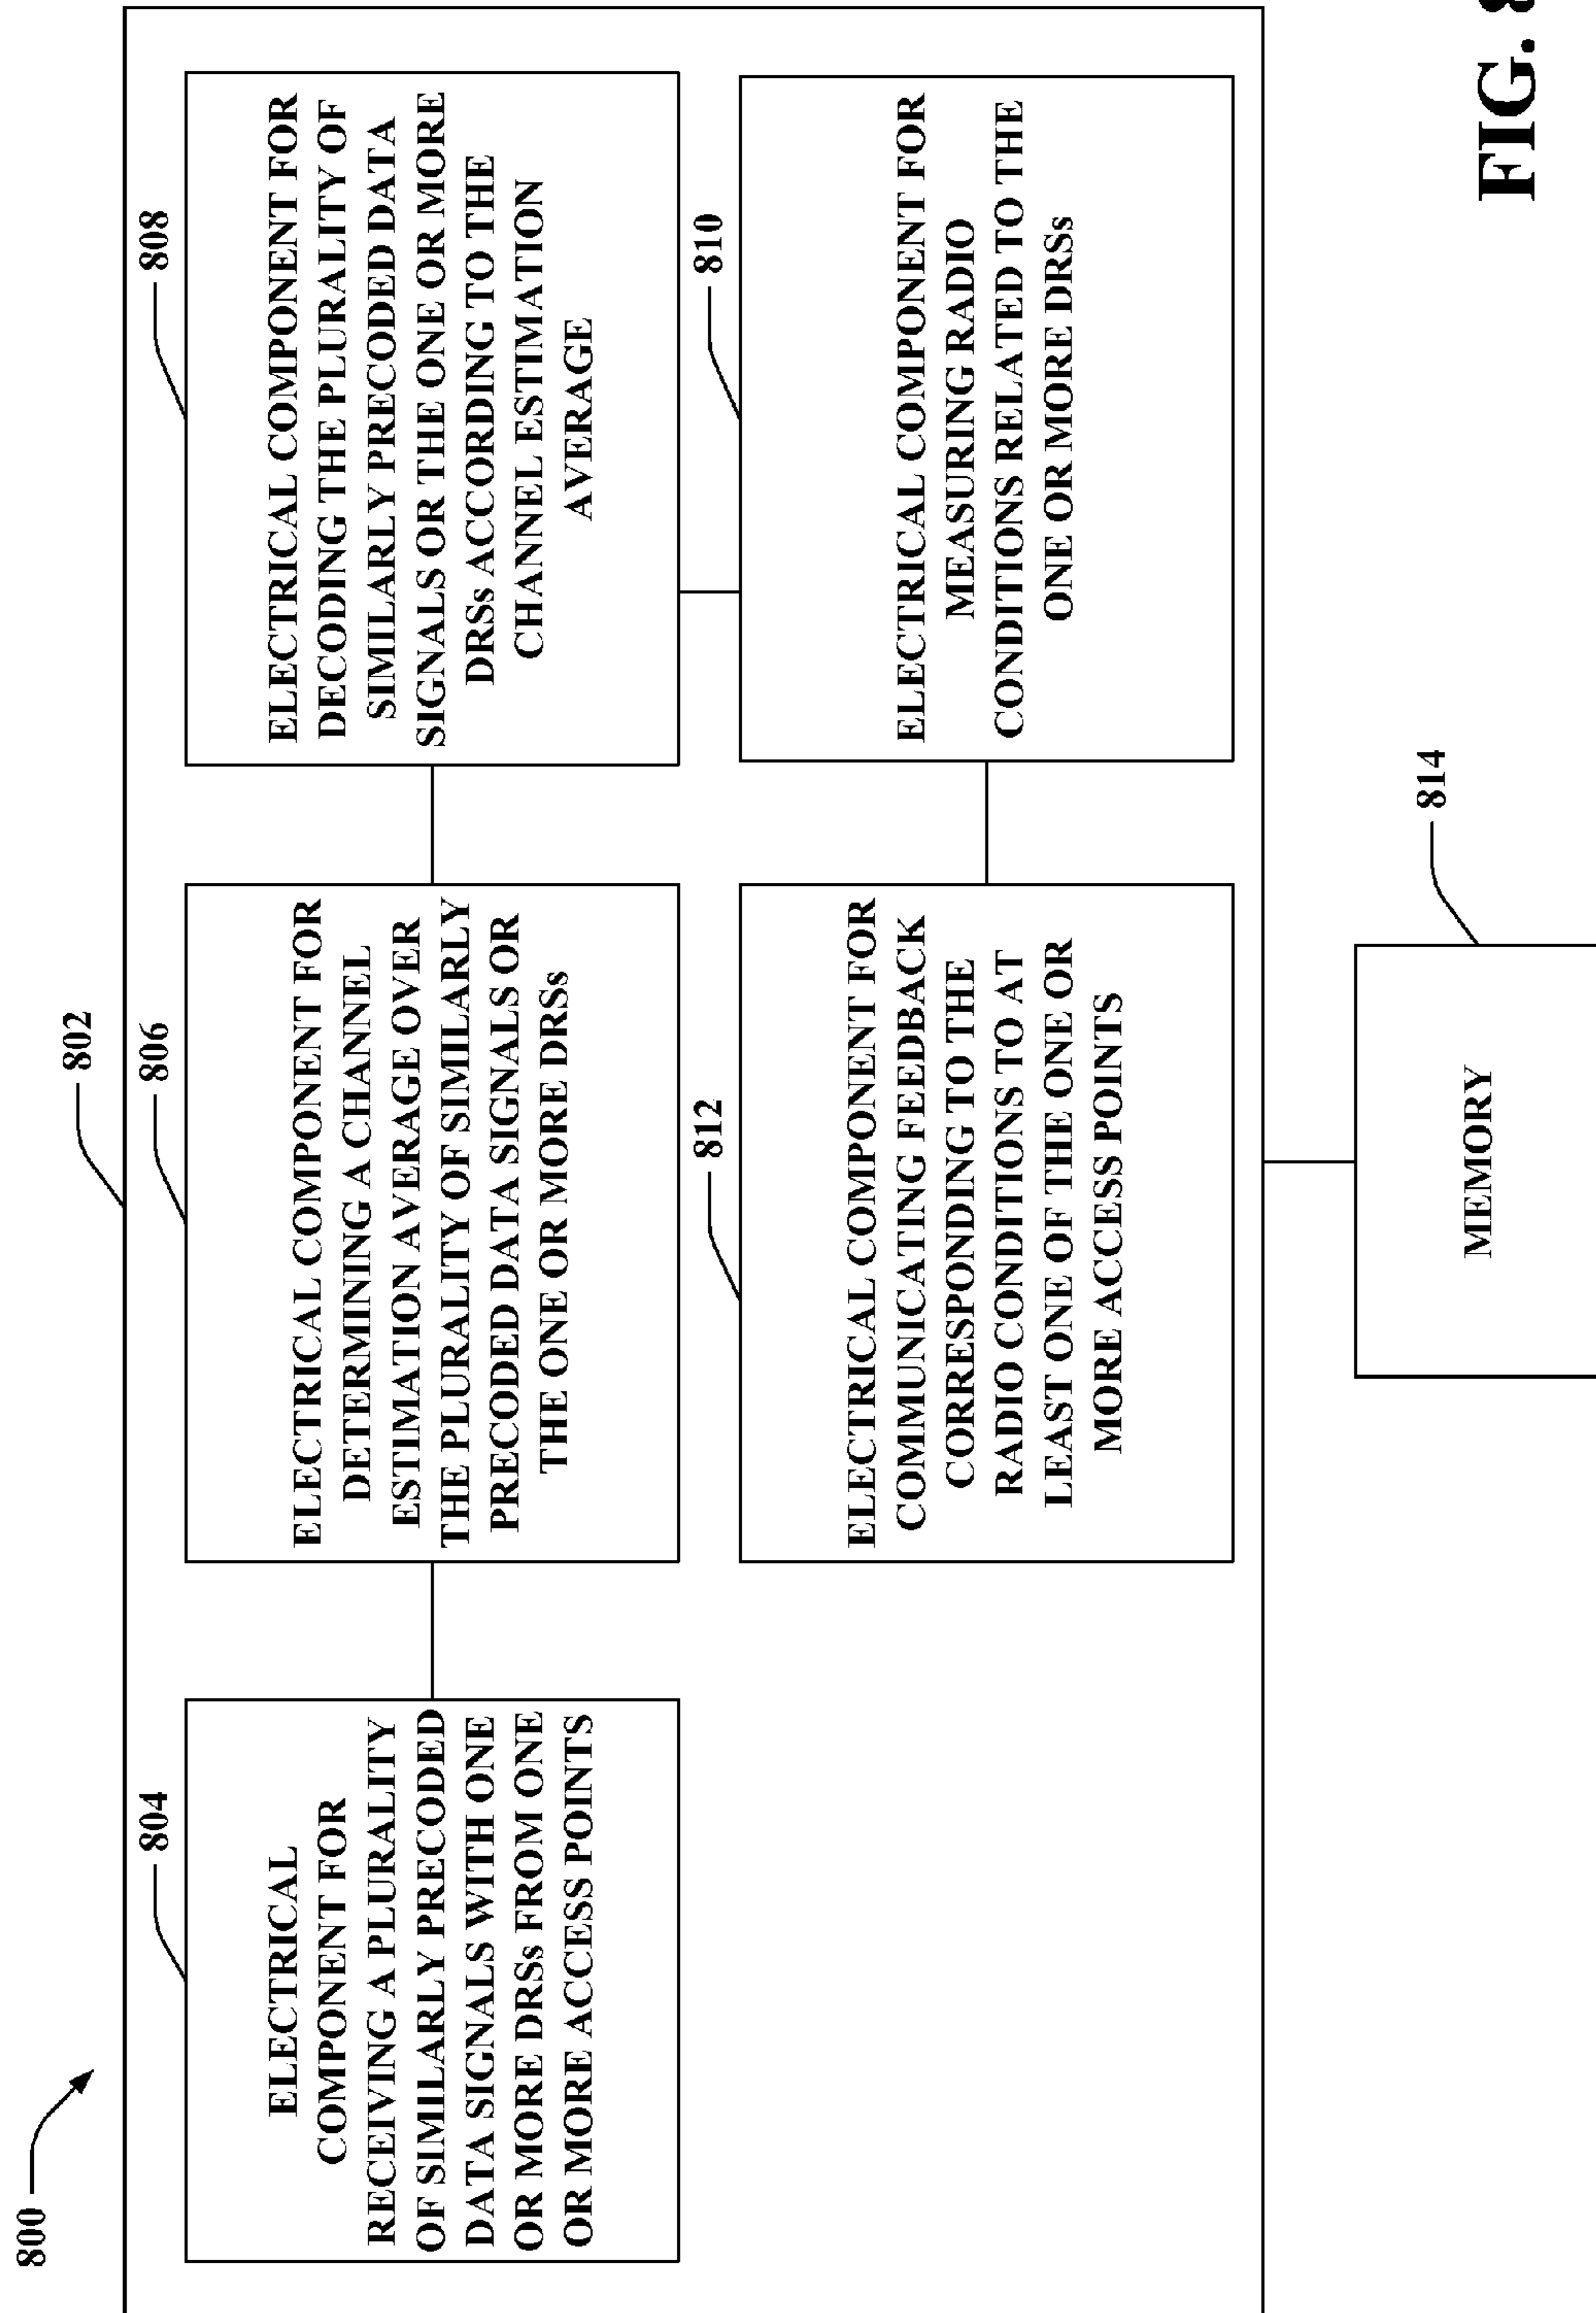 800
802
804
ELECTRICAL
COMPONENT FOR
RECEIVING A PLURALITY
OF SIMILARLY PRECODED
DATA SIGNALS WITH ONE
OR MORE DRSs FROM ONE
OR MORE ACCESS POINTS
806
ELECTRICAL COMPONENT FOR
DETERMINING A CHANNEL
ESTIMATION AVERAGE OVER
THE PLURALITY OF SIMILARLY
PRECODED DATA SIGNALS OR
THE ONE OR MORE DRSs
808
ELECTRICAL COMPONENT FOR
DECODING THE PLURALITY OF
SIMILARLY PRECODED DATA
SIGNALS OR THE ONE OR MORE
DRSs ACCORDING TO THE
CHANNEL ESTIMATION
AVERAGE
812
ELECTRICAL COMPONENT FOR
COMMUNICATING FEEDBACK
CORRESPONDING TO THE
RADIO CONDITIONS TO AT
LEAST ONE OF THE ONE OR
MORE ACCESS POINTS
810
ELECTRICAL COMPONENT FOR
MEASURING RADIO
CONDITIONS RELATED TO THE
ONE OR MORE DRSs
814
MEMORY
FIG. 8